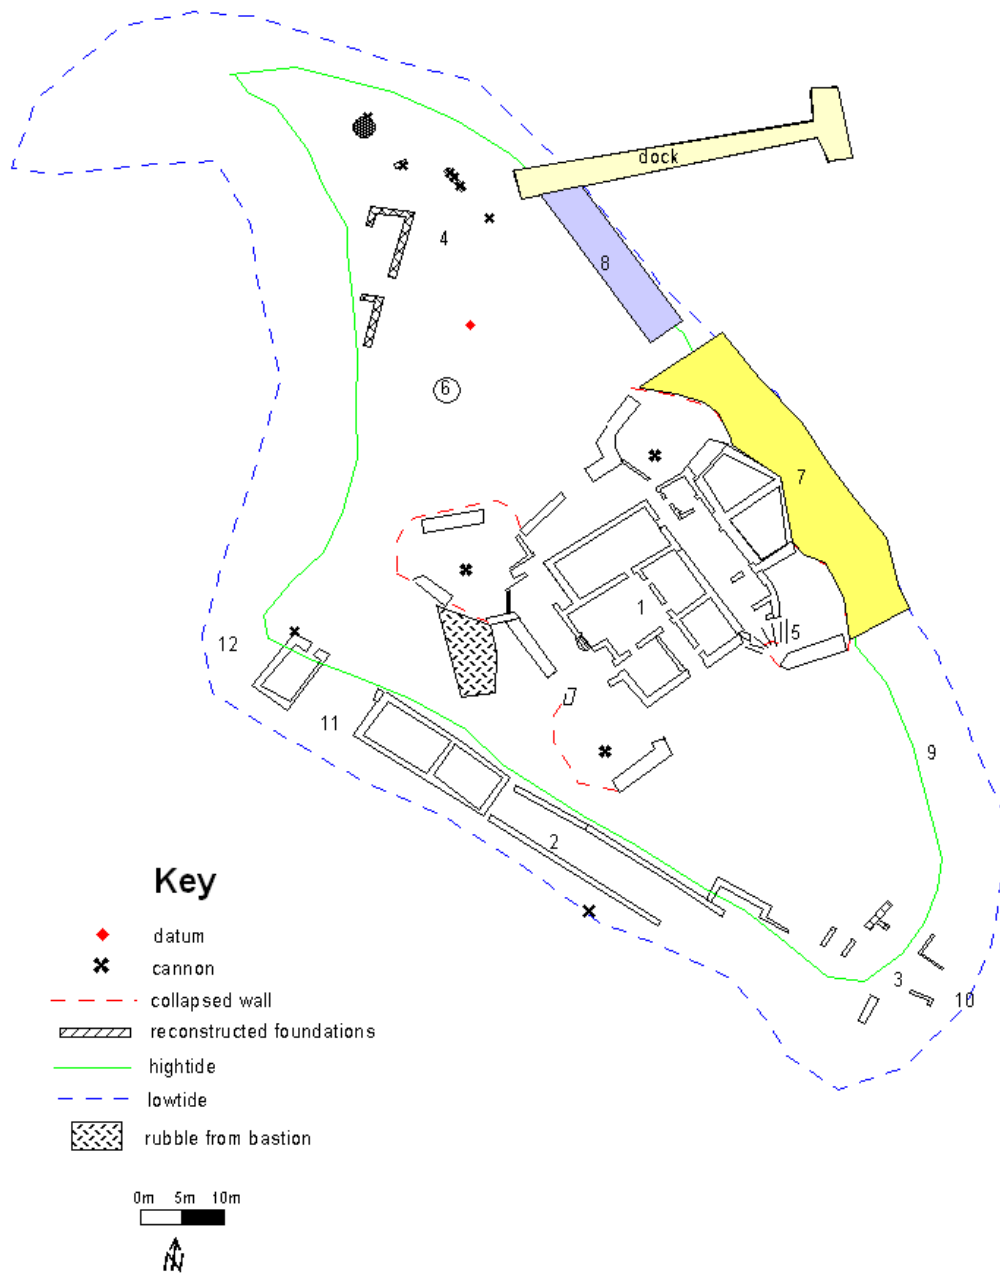 dock
4
8
6
7
1
5
12
11
9
2
3
10
Key
datum
cannon
collapsed wall
reconstructed foundations
hightide
lowtide
rubble from bastion
0m 5m 10m
N